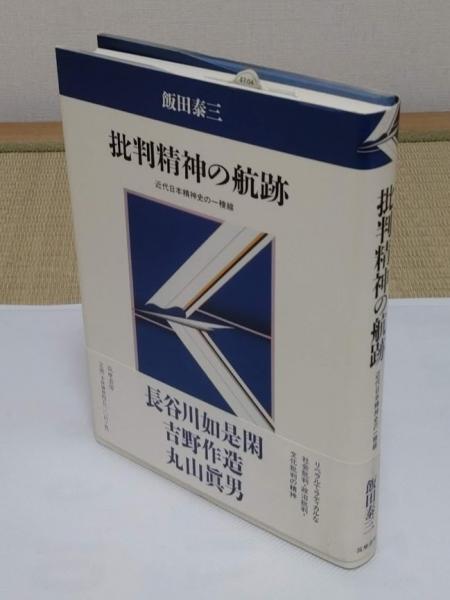 飯田泰三
批判精神の航跡
近代日本精神史の一稜線
長谷川如是閑
吉野作造
丸山眞男
リベラルでラディカルな
社会批判・政治批判・
文化批判の精神
筑摩書房
批判精神の航跡
近代日本精神史の一稜線
飯田泰三
筑摩書房